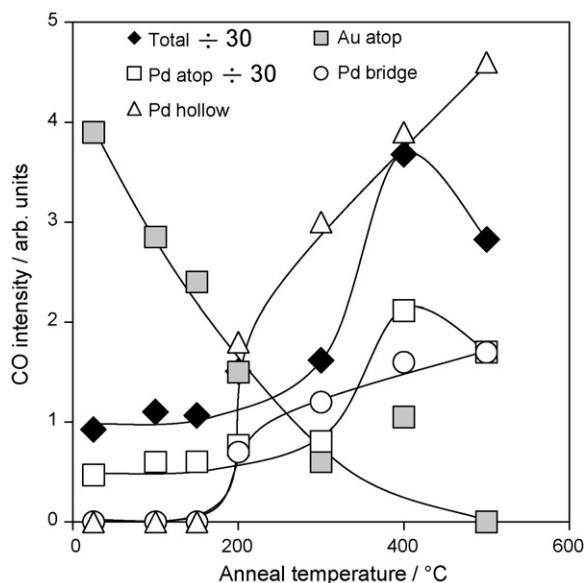 5
4
3
2
1
0
CO intensity / arb. units
Total ÷ 30
Au atop
Pd atop ÷ 30
Pd bridge
Pd hollow
0 200 400 600
Anneal temperature / °C